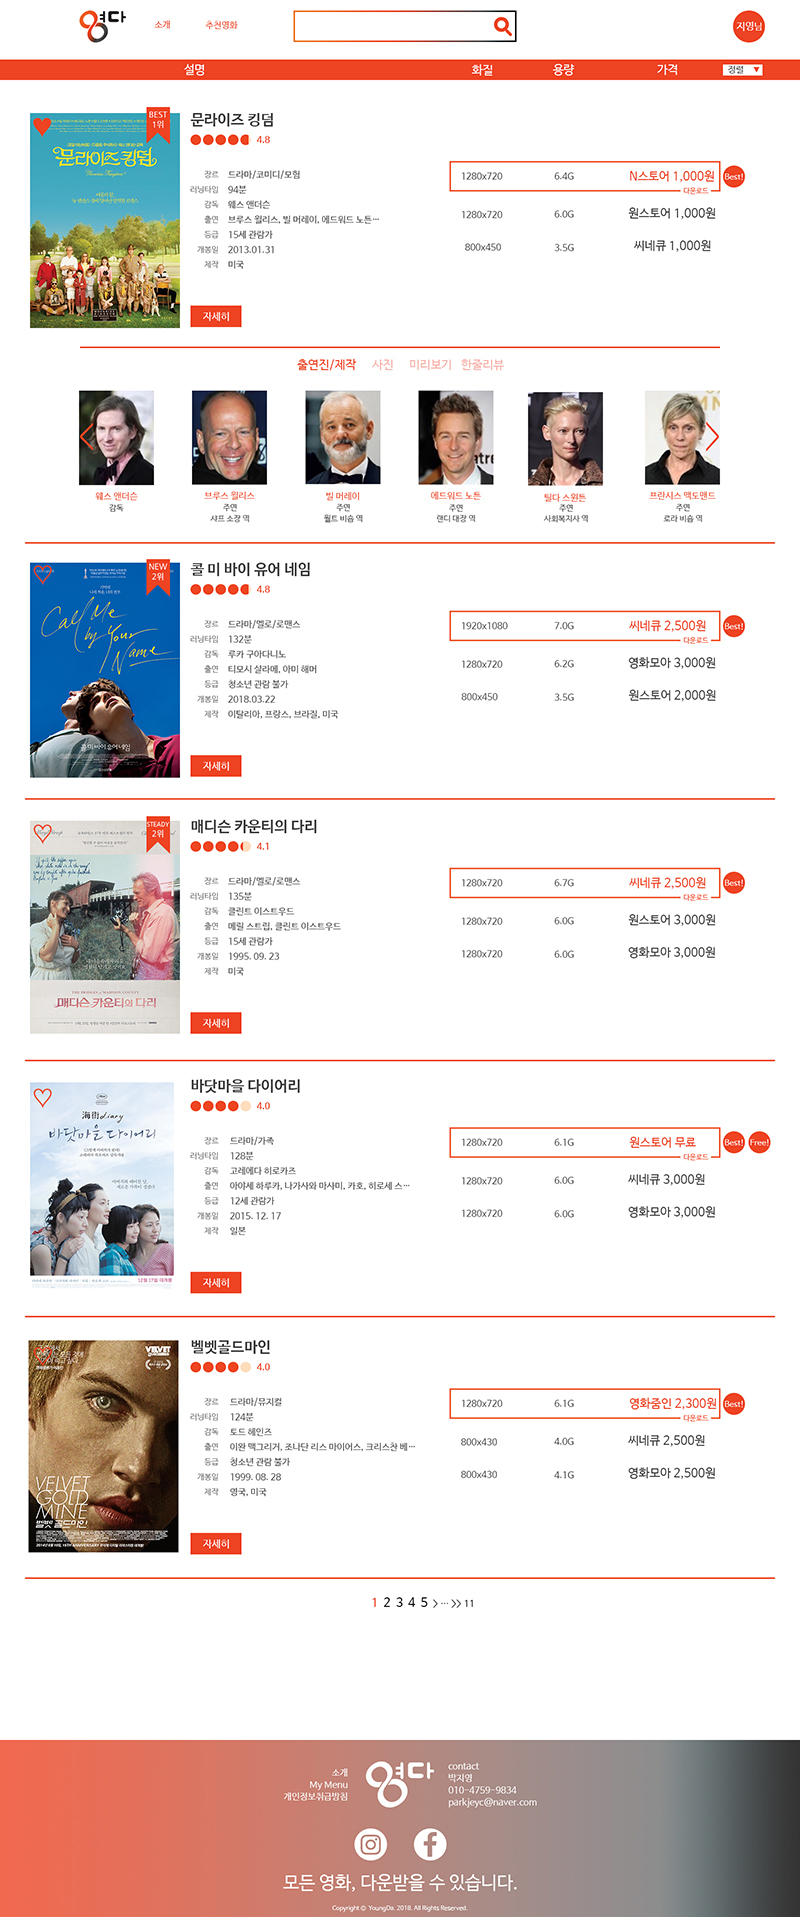 영다
소개
추천영화
지영님
설명
화질
용량
가격
정렬 ▼
BEST
1위
문라이즈 킹덤
문라이즈 킹덤
4.8
장르 드라마/코미디/모험
러닝타임 94분
감독 웨스 앤더슨
출연 브루스 윌리스, 빌 머레이, 에드워드 노튼···
등급 15세 관람가
개봉일 2013.01.31
제작 미국
자세히
1280x720 6.4G N스토어 1,000원 Best!
다운로드
1280x720 6.0G 원스토어 1,000원
800x450 3.5G 씨네큐 1,000원
출연진/제작 사진 미리보기 한줄리뷰
웨스 앤더슨
감독
브루스 윌리스
주연
샤프 소장 역
빌 머레이
주연
월트 비숍 역
에드워드 노튼
주연
랜디 대장 역
틸다 스윈튼
주연
사회복지사 역
프란시스 맥도맨드
주연
로라 비숍 역
NEW
2위
Call Me
by Your
Name
콜 미 바이 유어 네임
콜 미 바이 유어 네임
4.8
장르 드라마/멜로/로맨스
러닝타임 132분
감독 루카 구아다니노
출연 티모시 샬라메, 아미 해머
등급 청소년 관람 불가
개봉일 2018.03.22
제작 이탈리아, 프랑스, 브라질, 미국
자세히
1920x1080 7.0G 씨네큐 2,500원 Best!
다운로드
1280x720 6.2G 영화모아 3,000원
800x450 3.5G 원스토어 2,000원
STEADY
2위
THE BRIDGES of MADISON COUNTY
매디슨 카운티의 다리
매디슨 카운티의 다리
4.1
장르 드라마/멜로/로맨스
러닝타임 135분
감독 클린트 이스트우드
출연 메릴 스트립, 클린트 이스트우드
등급 15세 관람가
개봉일 1995. 09. 23
제작 미국
자세히
1280x720 6.7G 씨네큐 2,500원 Best!
다운로드
1280x720 6.0G 원스토어 3,000원
1280x720 6.0G 영화모아 3,000원
海街diary
바닷마을 다이어리
12월 17일 대개봉
바닷마을 다이어리
4.0
장르 드라마/가족
러닝타임 128분
감독 고레에다 히로카즈
출연 아야세 하루카, 나가사와 마사미, 카호, 히로세 스···
등급 12세 관람가
개봉일 2015. 12. 17
제작 일본
자세히
1280x720 6.1G 원스토어 무료 Best! Free!
다운로드
1280x720 6.0G 씨네큐 3,000원
1280x720 6.0G 영화모아 3,000원
VELVET
GOLD
MINE
벨벳 골드마인
벨벳골드마인
4.0
장르 드라마/뮤지컬
러닝타임 124분
감독 토드 헤인즈
출연 이완 맥그리거, 조나단 리스 마이어스, 크리스찬 베···
등급 청소년 관람 불가
개봉일 1999. 08. 28
제작 영국, 미국
자세히
1280x720 6.1G 영화중인 2,300원 Best!
다운로드
800x430 4.0G 씨네큐 2,500원
800x430 4.1G 영화모아 2,500원
1 2 3 4 5 > ··· >> 11
소개
My Menu
개인정보취급방침
영다
contact
박지영
010-4759-9834
parkjeyc@naver.com
모든 영화, 다운받을 수 있습니다.
Copyright © YoungDa. 2018. All Rights Reserved.